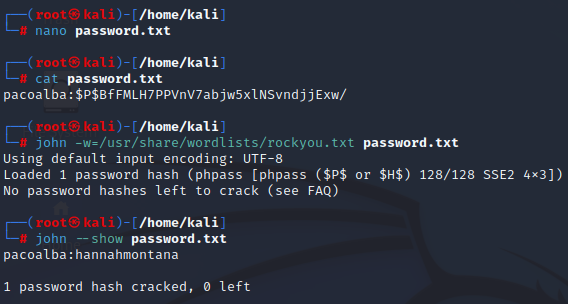 ┌──(root㉿kali)-[/home/kali]
└─# nano password.txt
┌──(root㉿kali)-[/home/kali]
└─# cat password.txt
pacoalba:$P$BfFMLH7PPVnV7abjw5xlNSvndjjExw/
┌──(root㉿kali)-[/home/kali]
└─# john -w=/usr/share/wordlists/rockyou.txt password.txt
Using default input encoding: UTF-8
Loaded 1 password hash (phpass [phpass ($P$ or $H$) 128/128 SSE2 4×3])
No password hashes left to crack (see FAQ)
┌──(root㉿kali)-[/home/kali]
└─# john --show password.txt
pacoalba:hannahmontana
1 password hash cracked, 0 left